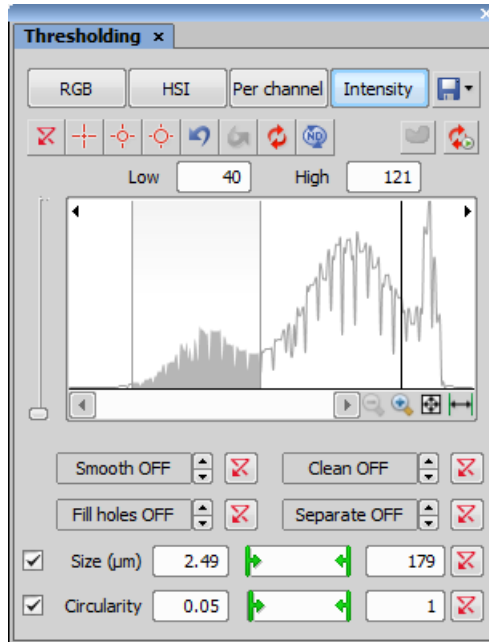 Thresholding ×
RGB HSI Per channel Intensity
ND
Low 40 High 121
Smooth OFF Clean OFF
Fill holes OFF Separate OFF
Size (µm) 2.49 179
Circularity 0.05 1